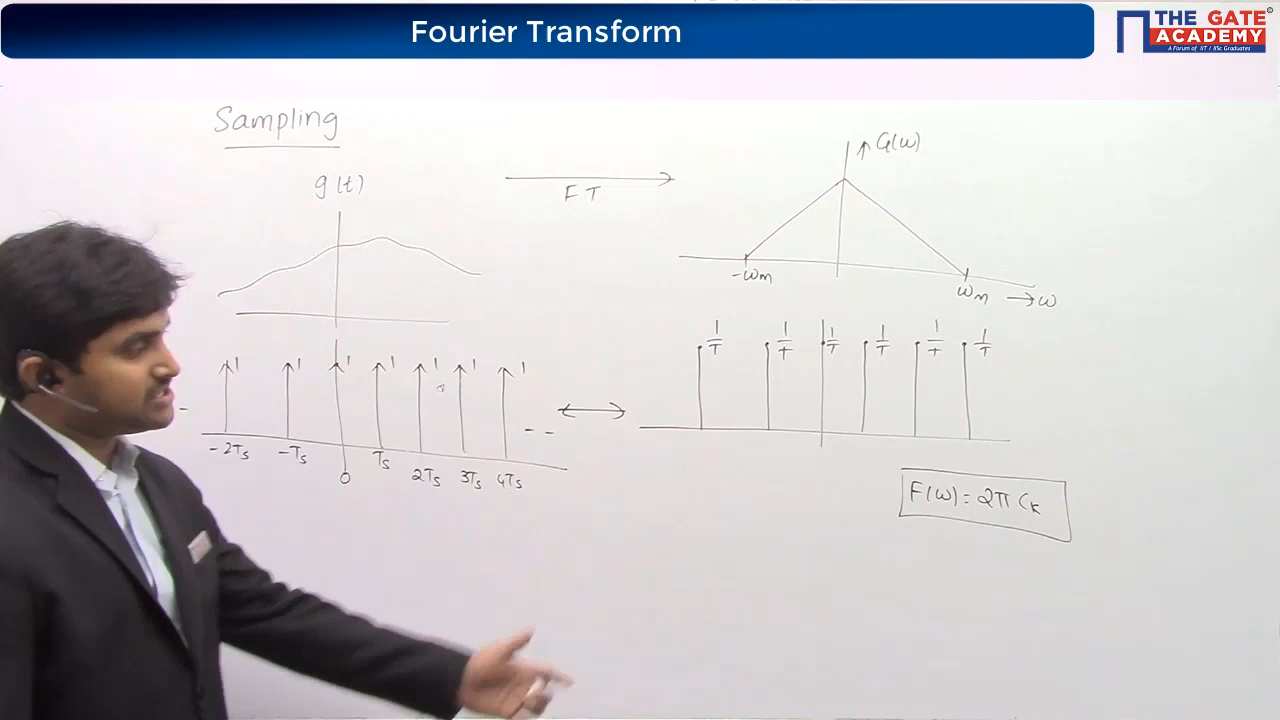 Fourier Transform
THE GATE
ACADEMY
A Forum of IIT / IISc Graduates
Sampling
g(t)
FT
G(ω)
-ωm
ωm
→ω
1 1 1 1 1 1 1
- - -
-2Ts -Ts 0 Ts 2Ts 3Ts 4Ts
1/T 1/T 1/T 1/T 1/T 1/T
F(ω) = 2π Ck